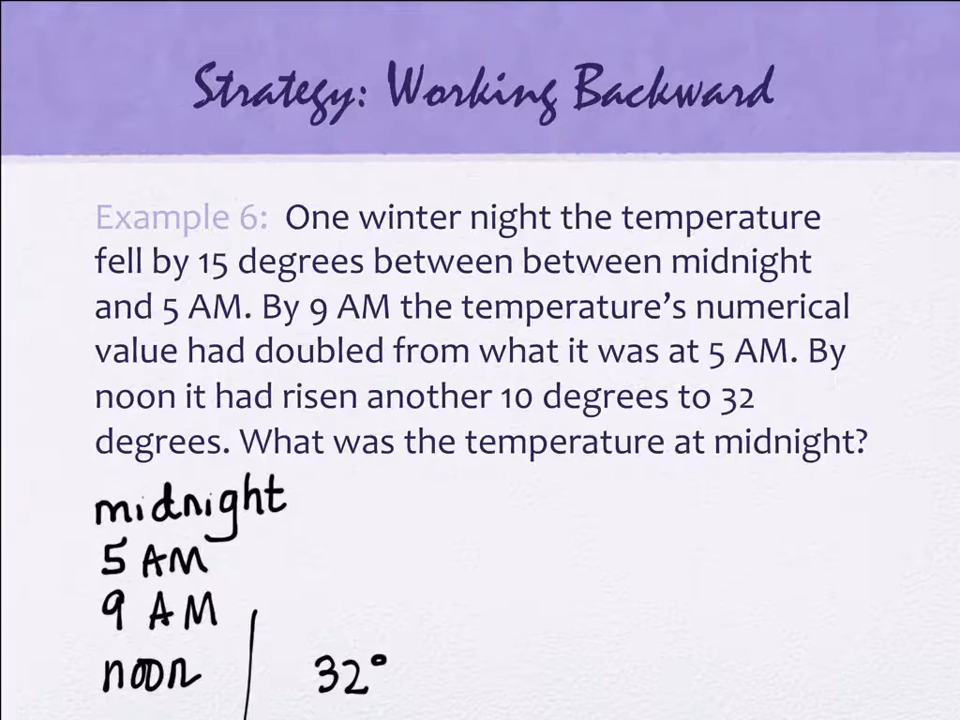 Strategy: Working Backward
Example 6: One winter night the temperature
fell by 15 degrees between between midnight
and 5 AM. By 9 AM the temperature’s numerical
value had doubled from what it was at 5 AM. By
noon it had risen another 10 degrees to 32
degrees. What was the temperature at midnight?
midnight
5 AM
9 AM
noon 32°